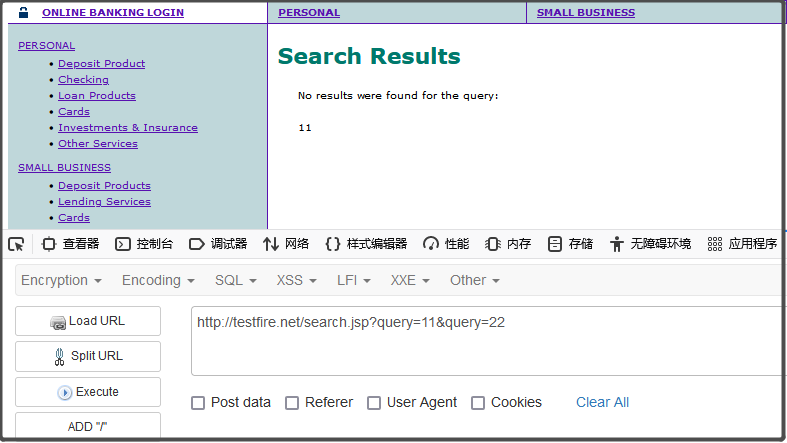 ONLINE BANKING LOGIN
PERSONAL
SMALL BUSINESS
PERSONAL
Deposit Product
Checking
Loan Products
Cards
Investments & Insurance
Other Services
SMALL BUSINESS
Deposit Products
Lending Services
Cards
Search Results
No results were found for the query:
11
查看器 控制台 调试器 网络 样式编辑器 性能 内存 存储 无障碍环境 应用程序
Encryption Encoding SQL XSS LFI XXE Other
Load URL
Split URL
Execute
ADD "/"
http://testfire.net/search.jsp?query=11&query=22
Post data Referer User Agent Cookies Clear All